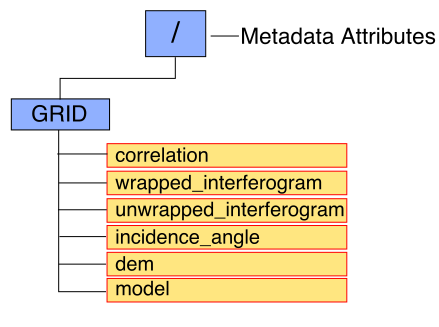 /
Metadata Attributes
GRID
correlation
wrapped_interferogram
unwrapped_interferogram
incidence_angle
dem
model